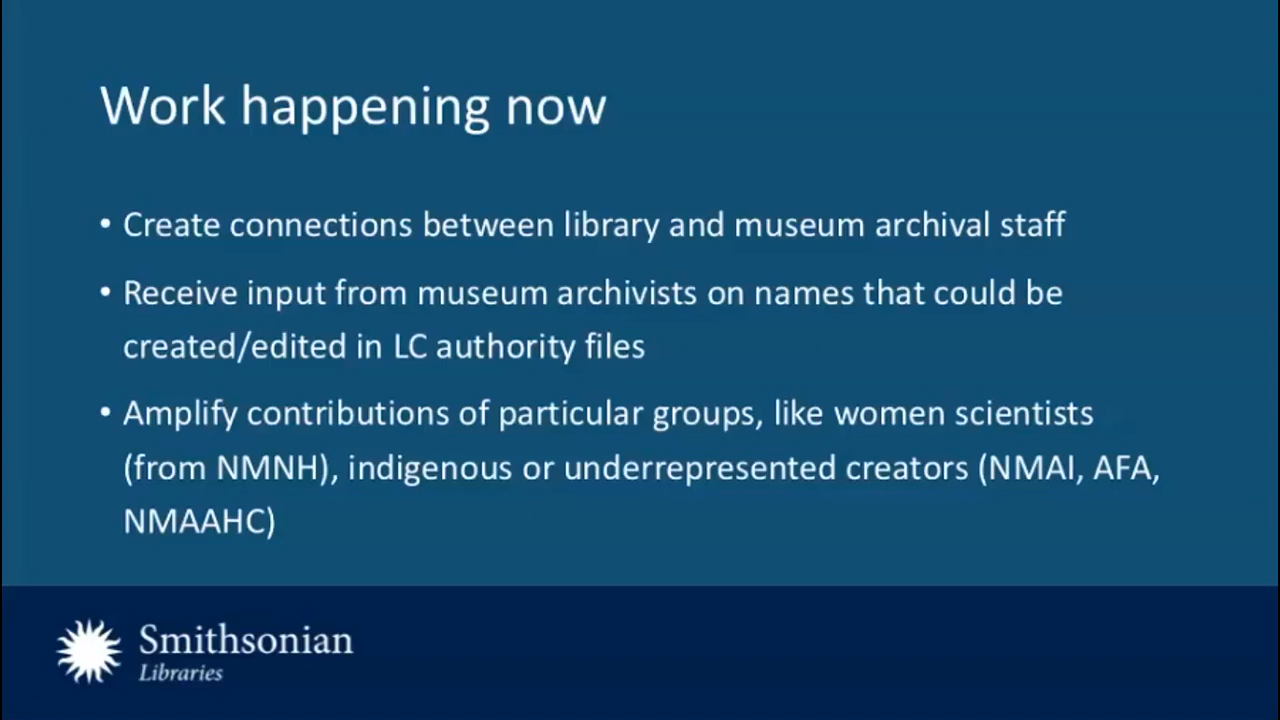 Work happening now
• Create connections between library and museum archival staff
• Receive input from museum archivists on names that could be
created/edited in LC authority files
• Amplify contributions of particular groups, like women scientists
(from NMNH), indigenous or underrepresented creators (NMAI, AFA,
NMAAHC)
Smithsonian
Libraries